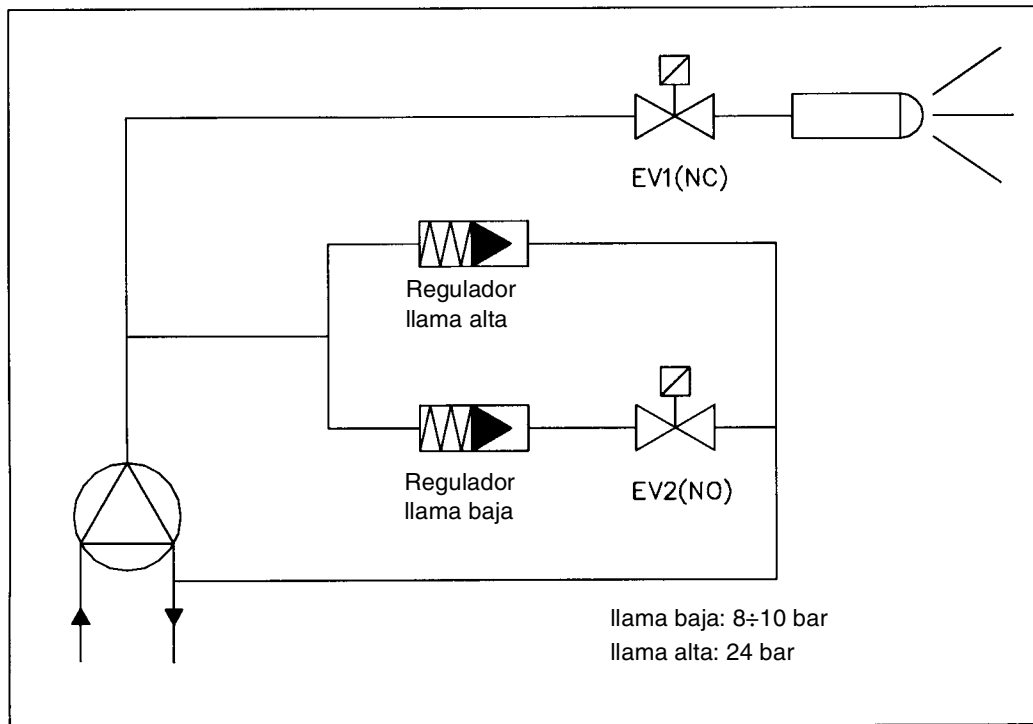 EV1(NC)
Regulador
llama alta
Regulador
llama baja
EV2(NO)
llama baja: 8÷10 bar
llama alta: 24 bar